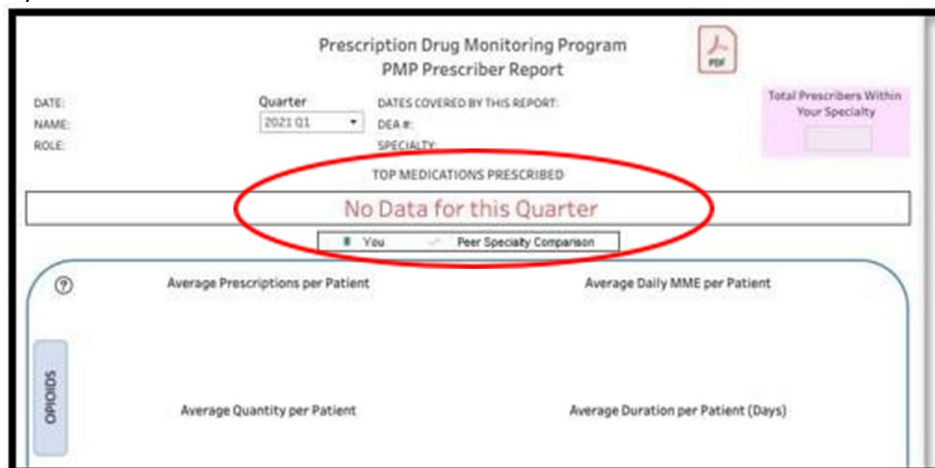 Prescription Drug Monitoring Program
PMP Prescriber Report
PDF
DATE:
NAME:
ROLE:
Quarter
2021 Q1
DATES COVERED BY THIS REPORT:
DEA #:
SPECIALTY:
Total Prescribers Within
Your Specialty
TOP MEDICATIONS PRESCRIBED
No Data for this Quarter
You Peer Specialty Comparison
?
Average Prescriptions per Patient
Average Daily MME per Patient
OPIOIDS
Average Quantity per Patient
Average Duration per Patient (Days)